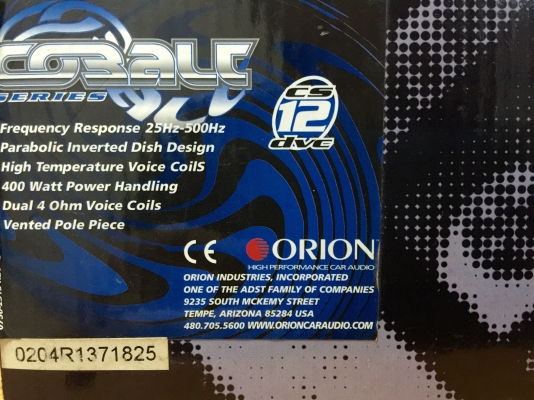 COBALT
SERIES
CS
12
dvc
Frequency Response 25Hz-500Hz
Parabolic Inverted Dish Design
High Temperature Voice CoilS
400 Watt Power Handling
Dual 4 Ohm Voice Coils
Vented Pole Piece
CE ORION
HIGH PERFORMANCE CAR AUDIO
ORION INDUSTRIES, INCORPORATED
ONE OF THE ADST FAMILY OF COMPANIES
9235 SOUTH MCKEMY STREET
TEMPE, ARIZONA 85284 USA
480.705.5600 WWW.ORIONCARAUDIO.COM
0204R1371825